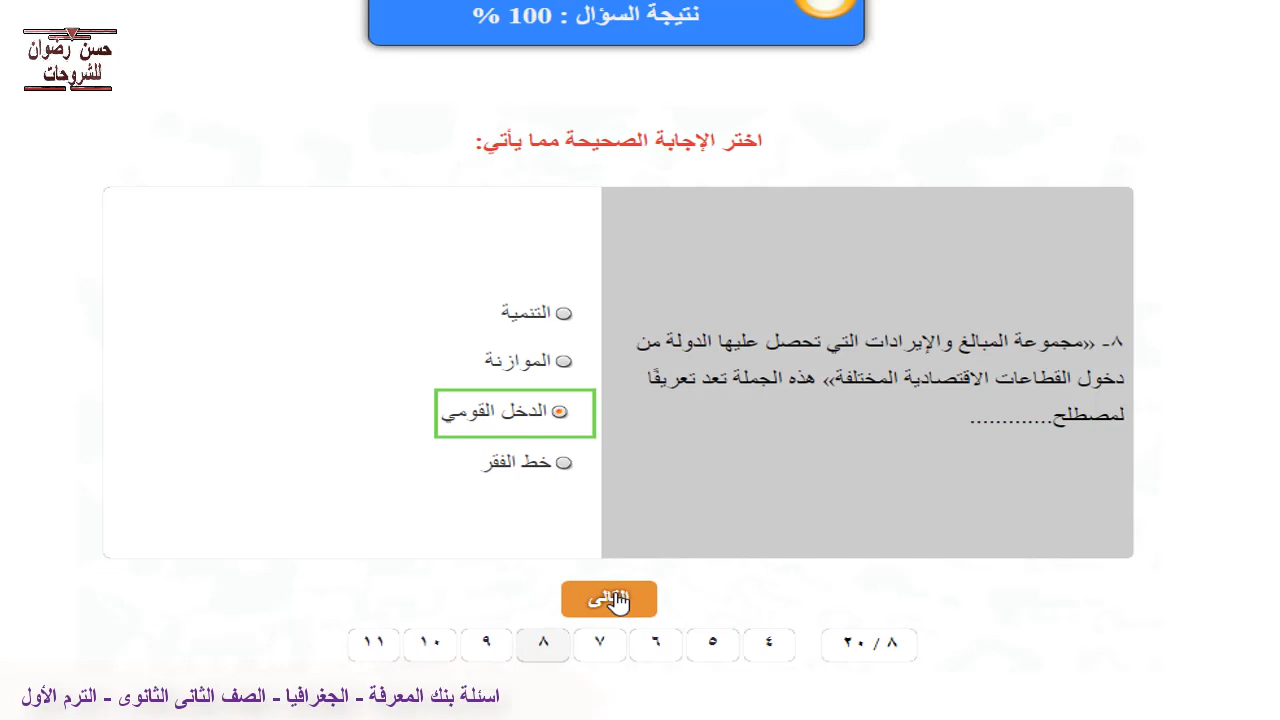 نتيجة السؤال : 100 %
حسن رضوان
للشروحات
اختر الإجابة الصحيحة مما يأتي:
٨- «مجموعة المبالغ والإيرادات التي تحصل عليها الدولة من
دخول القطاعات الاقتصادية المختلفة» هذه الجملة تعد تعريفًا
لمصطلح.............
التنمية
الموازنة
الدخل القومي
خط الفقر
التالى
٢٠ / ٨
٤
٥
٦
٧
٨
٩
١٠
١١
اسئلة بنك المعرفة - الجغرافيا - الصف الثانى الثانوى - الترم الأول